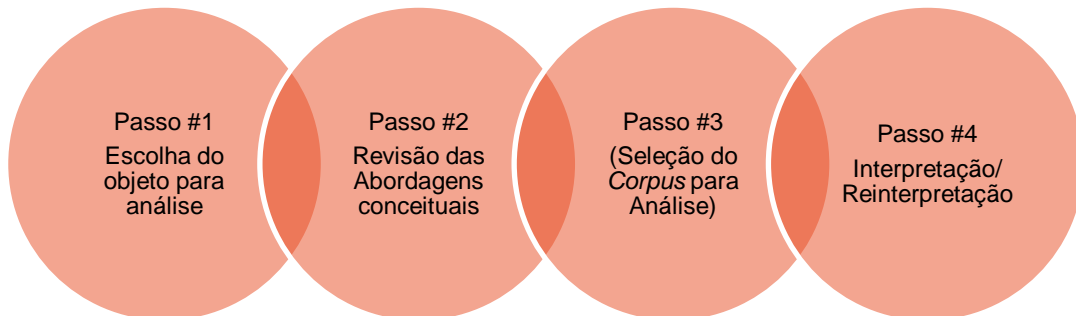 Passo #1
Escolha do
objeto para
análise
Passo #2
Revisão das
Abordagens
conceituais
Passo #3
(Seleção do
Corpus para
Análise)
Passo #4
Interpretação/
Reinterpretação